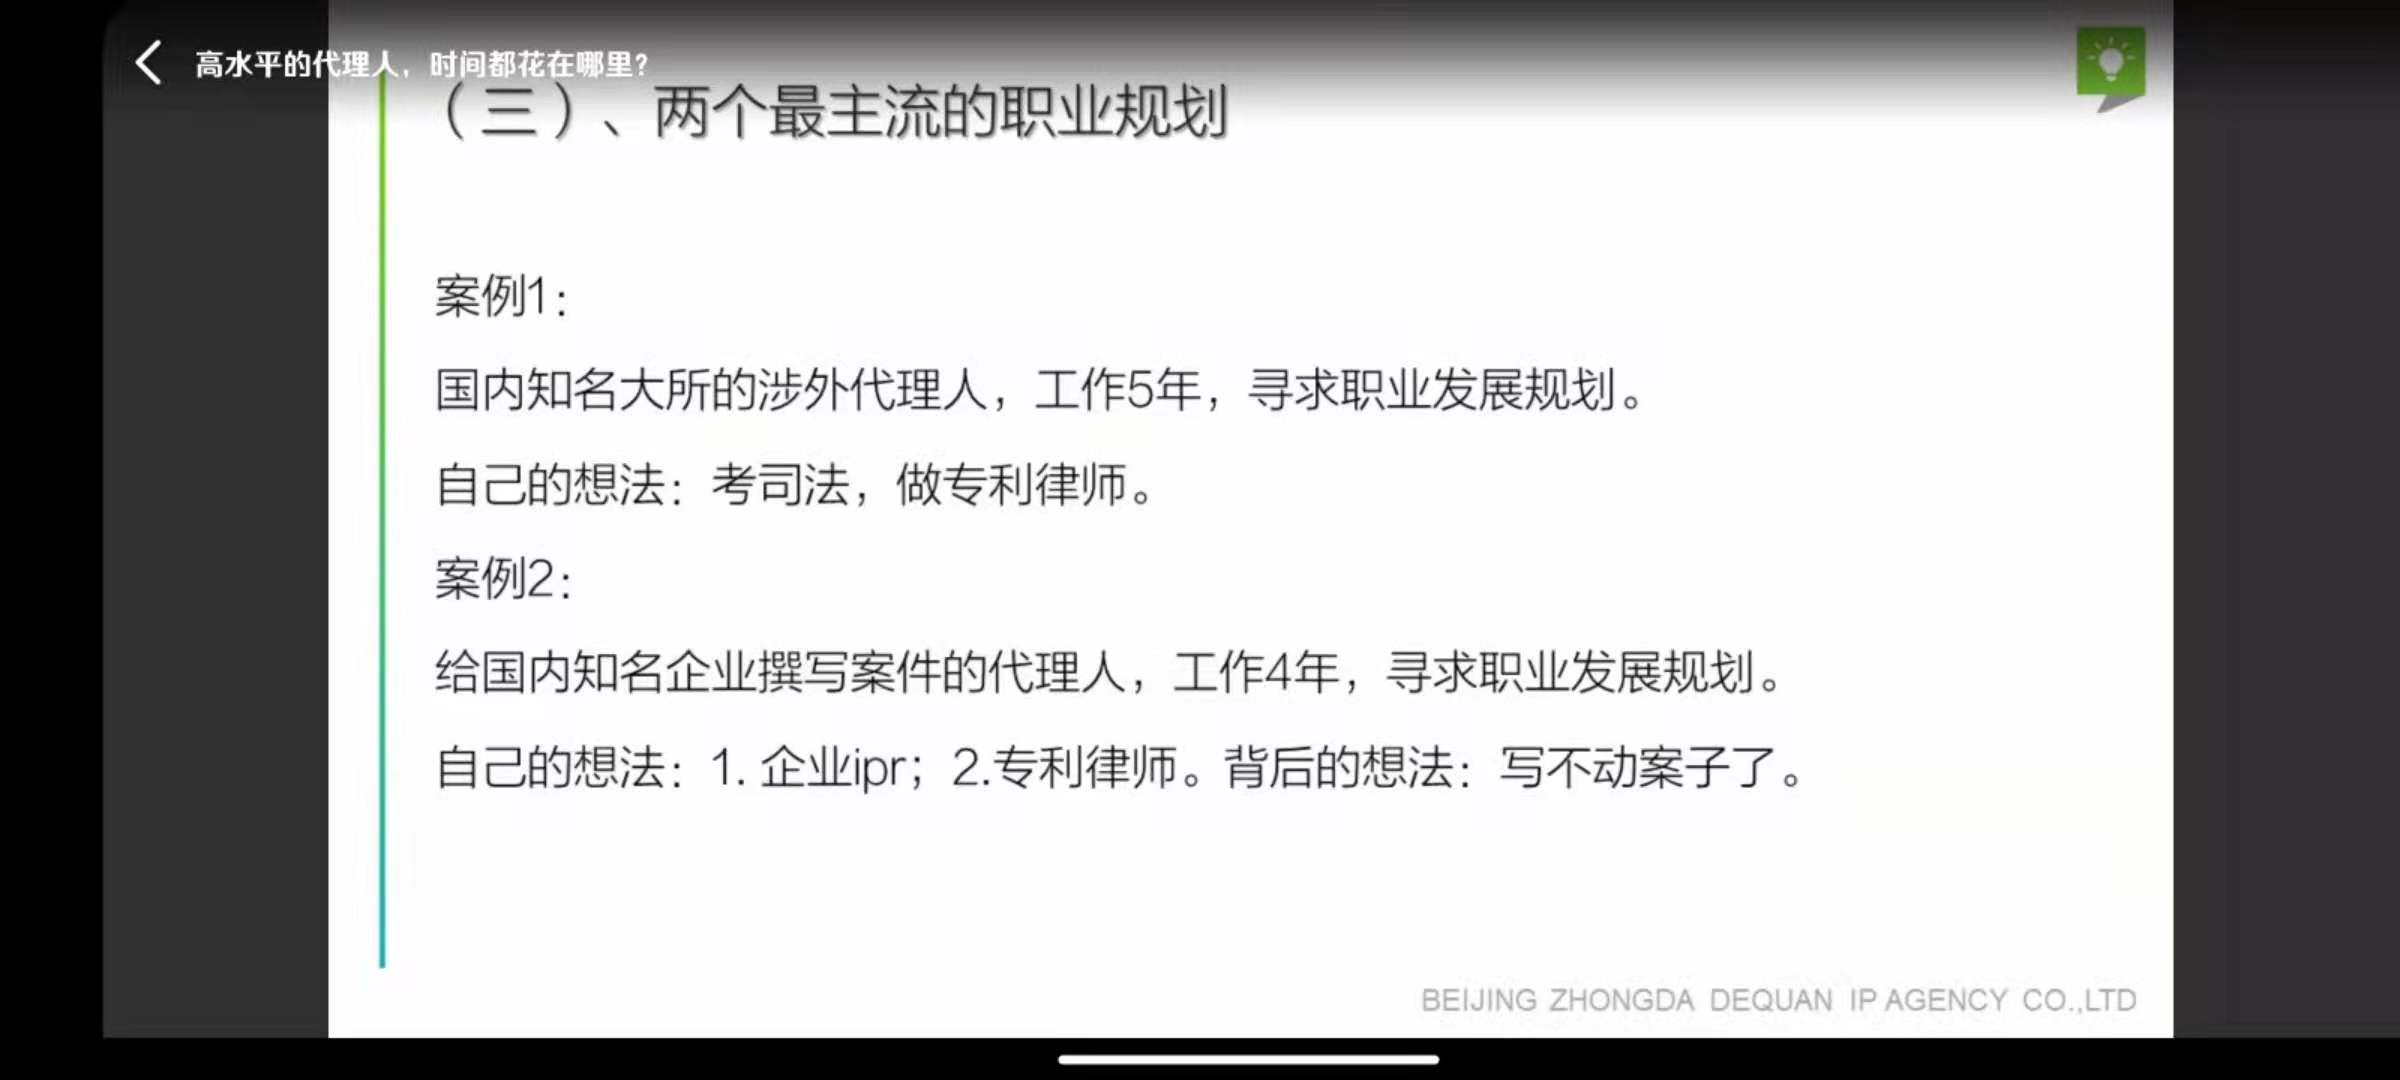 高水平的代理人，时间都花在哪里？
（三）、两个最主流的职业规划
案例1：
国内知名大所的涉外代理人，工作5年，寻求职业发展规划。
自己的想法：考司法，做专利律师。
案例2：
给国内知名企业撰写案件的代理人，工作4年，寻求职业发展规划。
自己的想法：1. 企业ipr；2.专利律师。背后的想法：写不动案子了。
BEIJING ZHONGDA DEQUAN IP AGENCY CO.,LTD